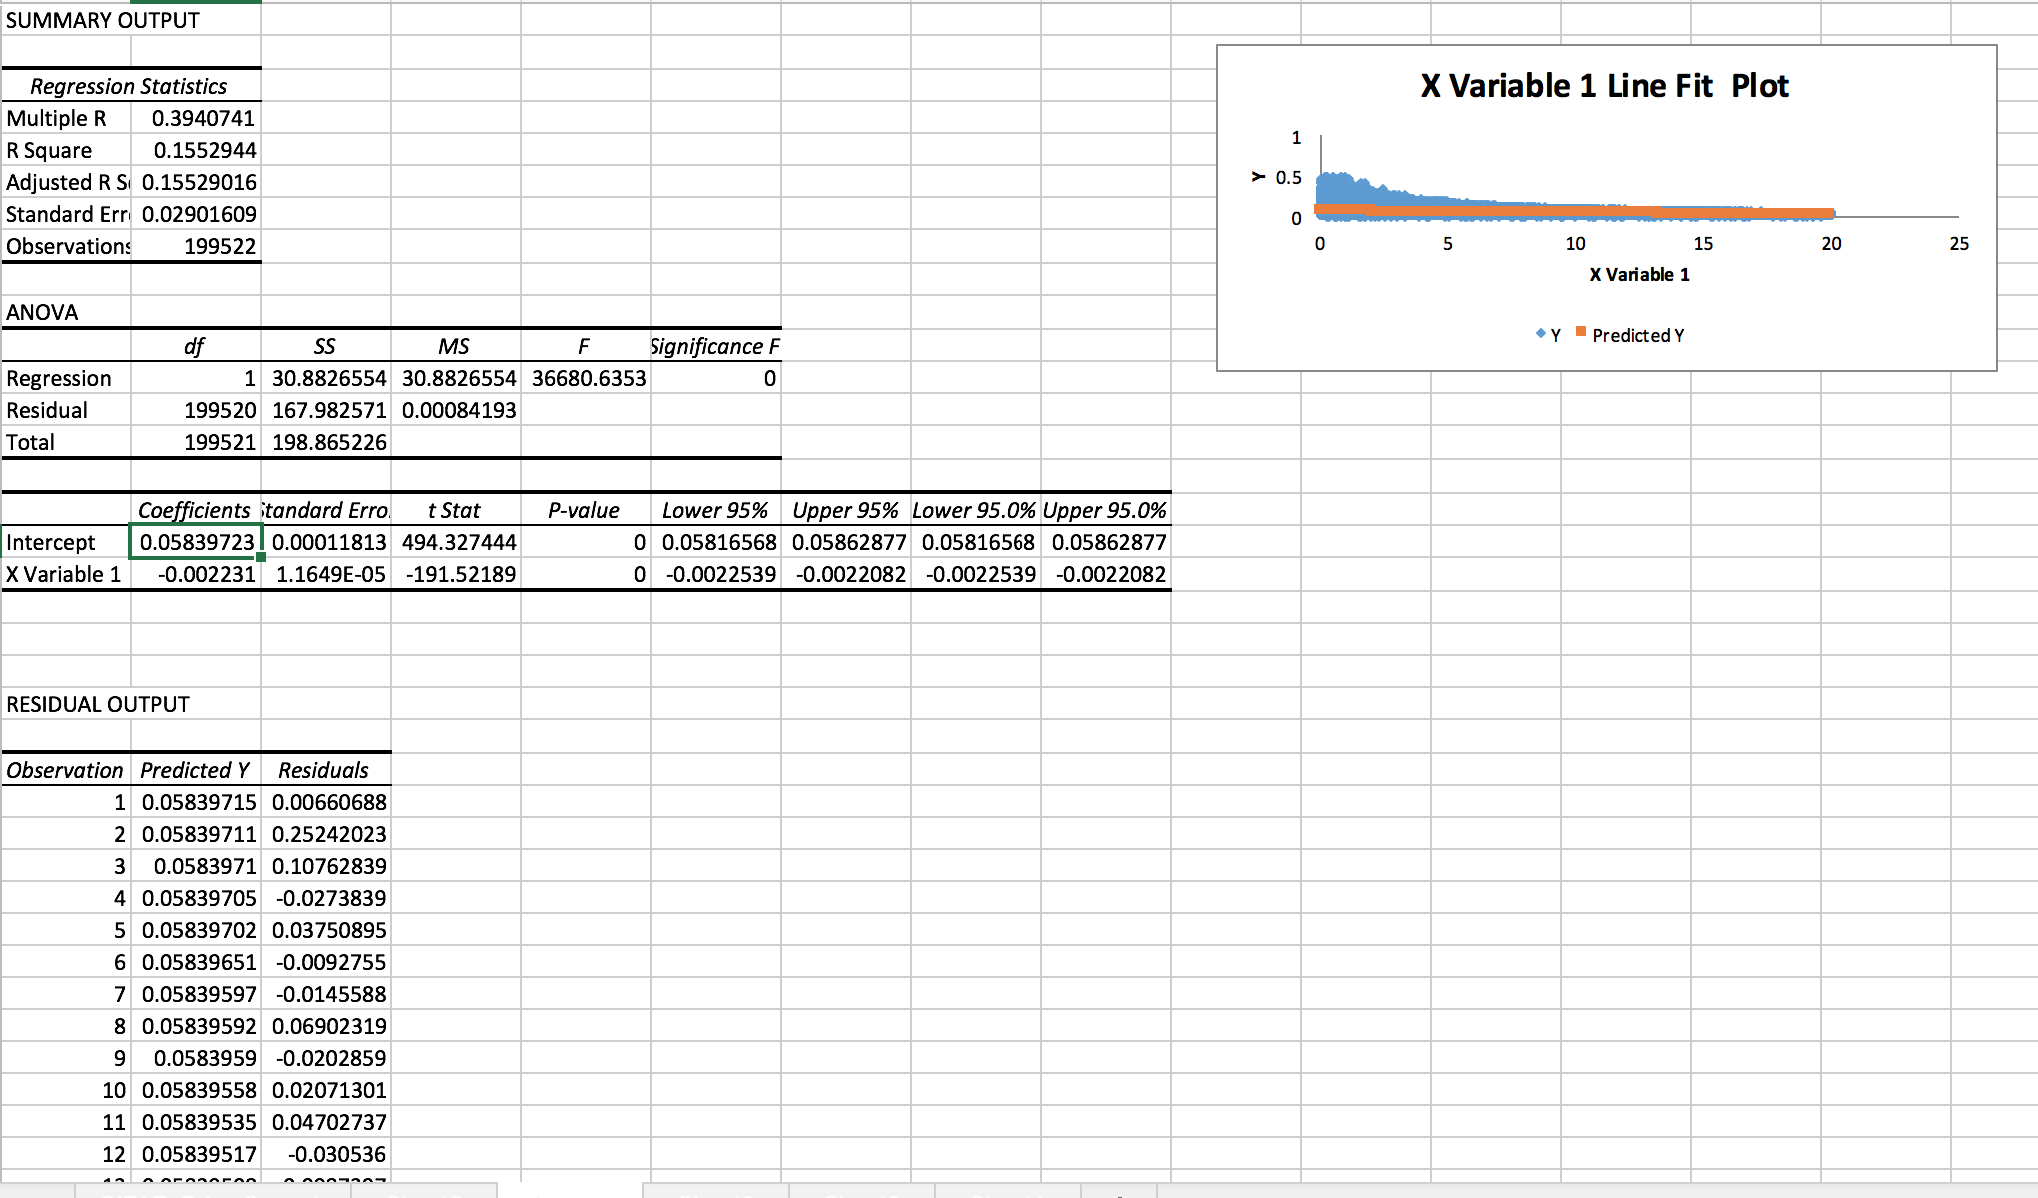 SUMMARY OUTPUT
Regression Statistics
Multiple R 0.3940741
R Square 0.1552944
Adjusted R S 0.15529016
Standard Err 0.02901609
Observations 199522
ANOVA
df SS MS F Significance F
Regression 1 30.8826554 30.8826554 36680.6353 0
Residual 199520 167.982571 0.00084193
Total 199521 198.865226
Coefficients Standard Erro t Stat P-value Lower 95% Upper 95% Lower 95.0% Upper 95.0%
Intercept 0.05839723 0.00011813 494.327444 0 0.05816568 0.05862877 0.05816568 0.05862877
X Variable 1 -0.002231 1.1649E-05 -191.52189 0 -0.0022539 -0.0022082 -0.0022539 -0.0022082
RESIDUAL OUTPUT
Observation Predicted Y Residuals
1 0.05839715 0.00660688
2 0.05839711 0.25242023
3 0.0583971 0.10762839
4 0.05839705 -0.0273839
5 0.05839702 0.03750895
6 0.05839651 -0.0092755
7 0.05839597 -0.0145588
8 0.05839592 0.06902319
9 0.0583959 -0.0202859
10 0.05839558 0.02071301
11 0.05839535 0.04702737
12 0.05839517 -0.030536
X Variable 1 Line Fit Plot
1
0.5
0
Y
0 5 10 15 20 25
X Variable 1
Y Predicted Y